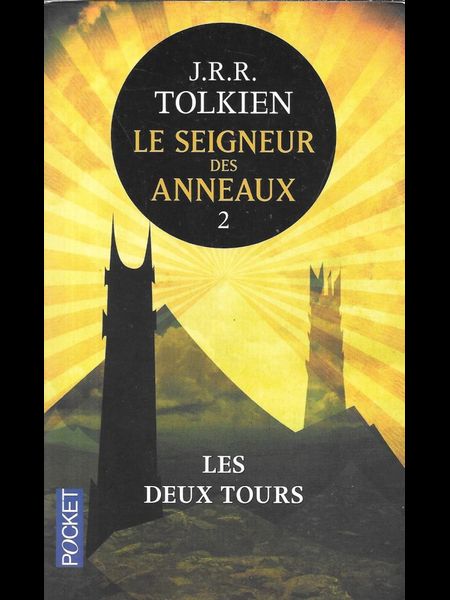 J.R.R.
TOLKIEN
LE SEIGNEUR
DES
ANNEAUX
2
LES
DEUX TOURS
POCKET